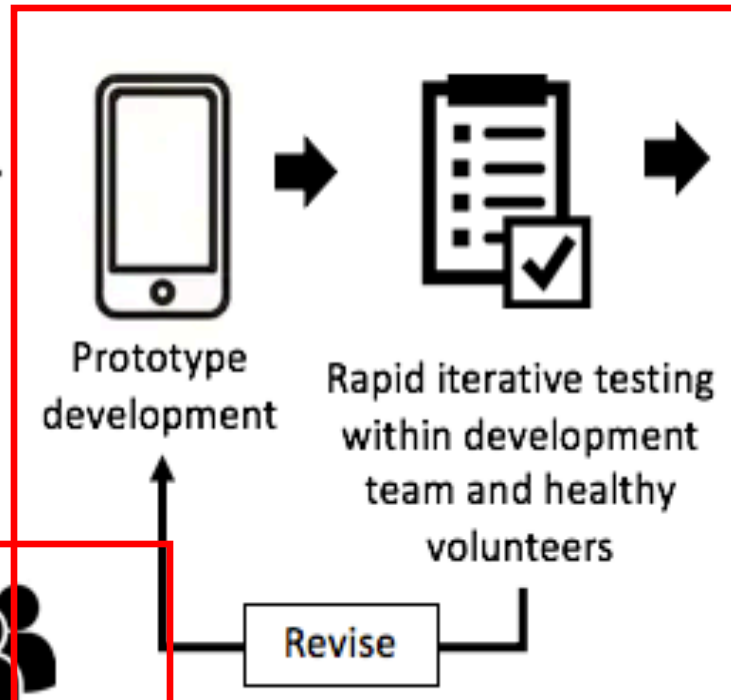 Prototype
development
Rapid iterative testing
within development
team and healthy
volunteers
Revise